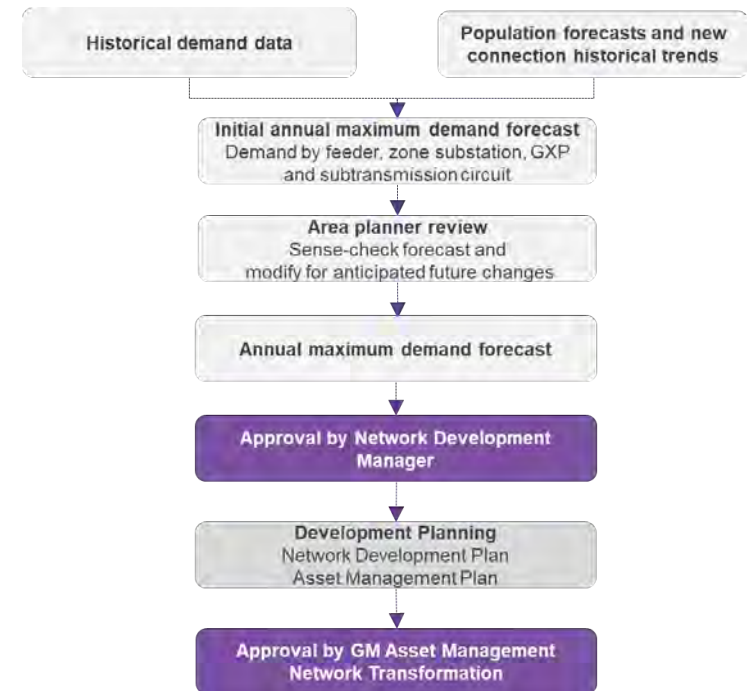 Historical demand data
Population forecasts and new
connection historical trends
Initial annual maximum demand forecast
Demand by feeder, zone substation, GXP
and subtransmission circuit
Area planner review
Sense-check forecast and
modify for anticipated future changes
Annual maximum demand forecast
Approval by Network Development
Manager
Development Planning
Network Development Plan
Asset Management Plan
Approval by GM Asset Management
Network Transformation